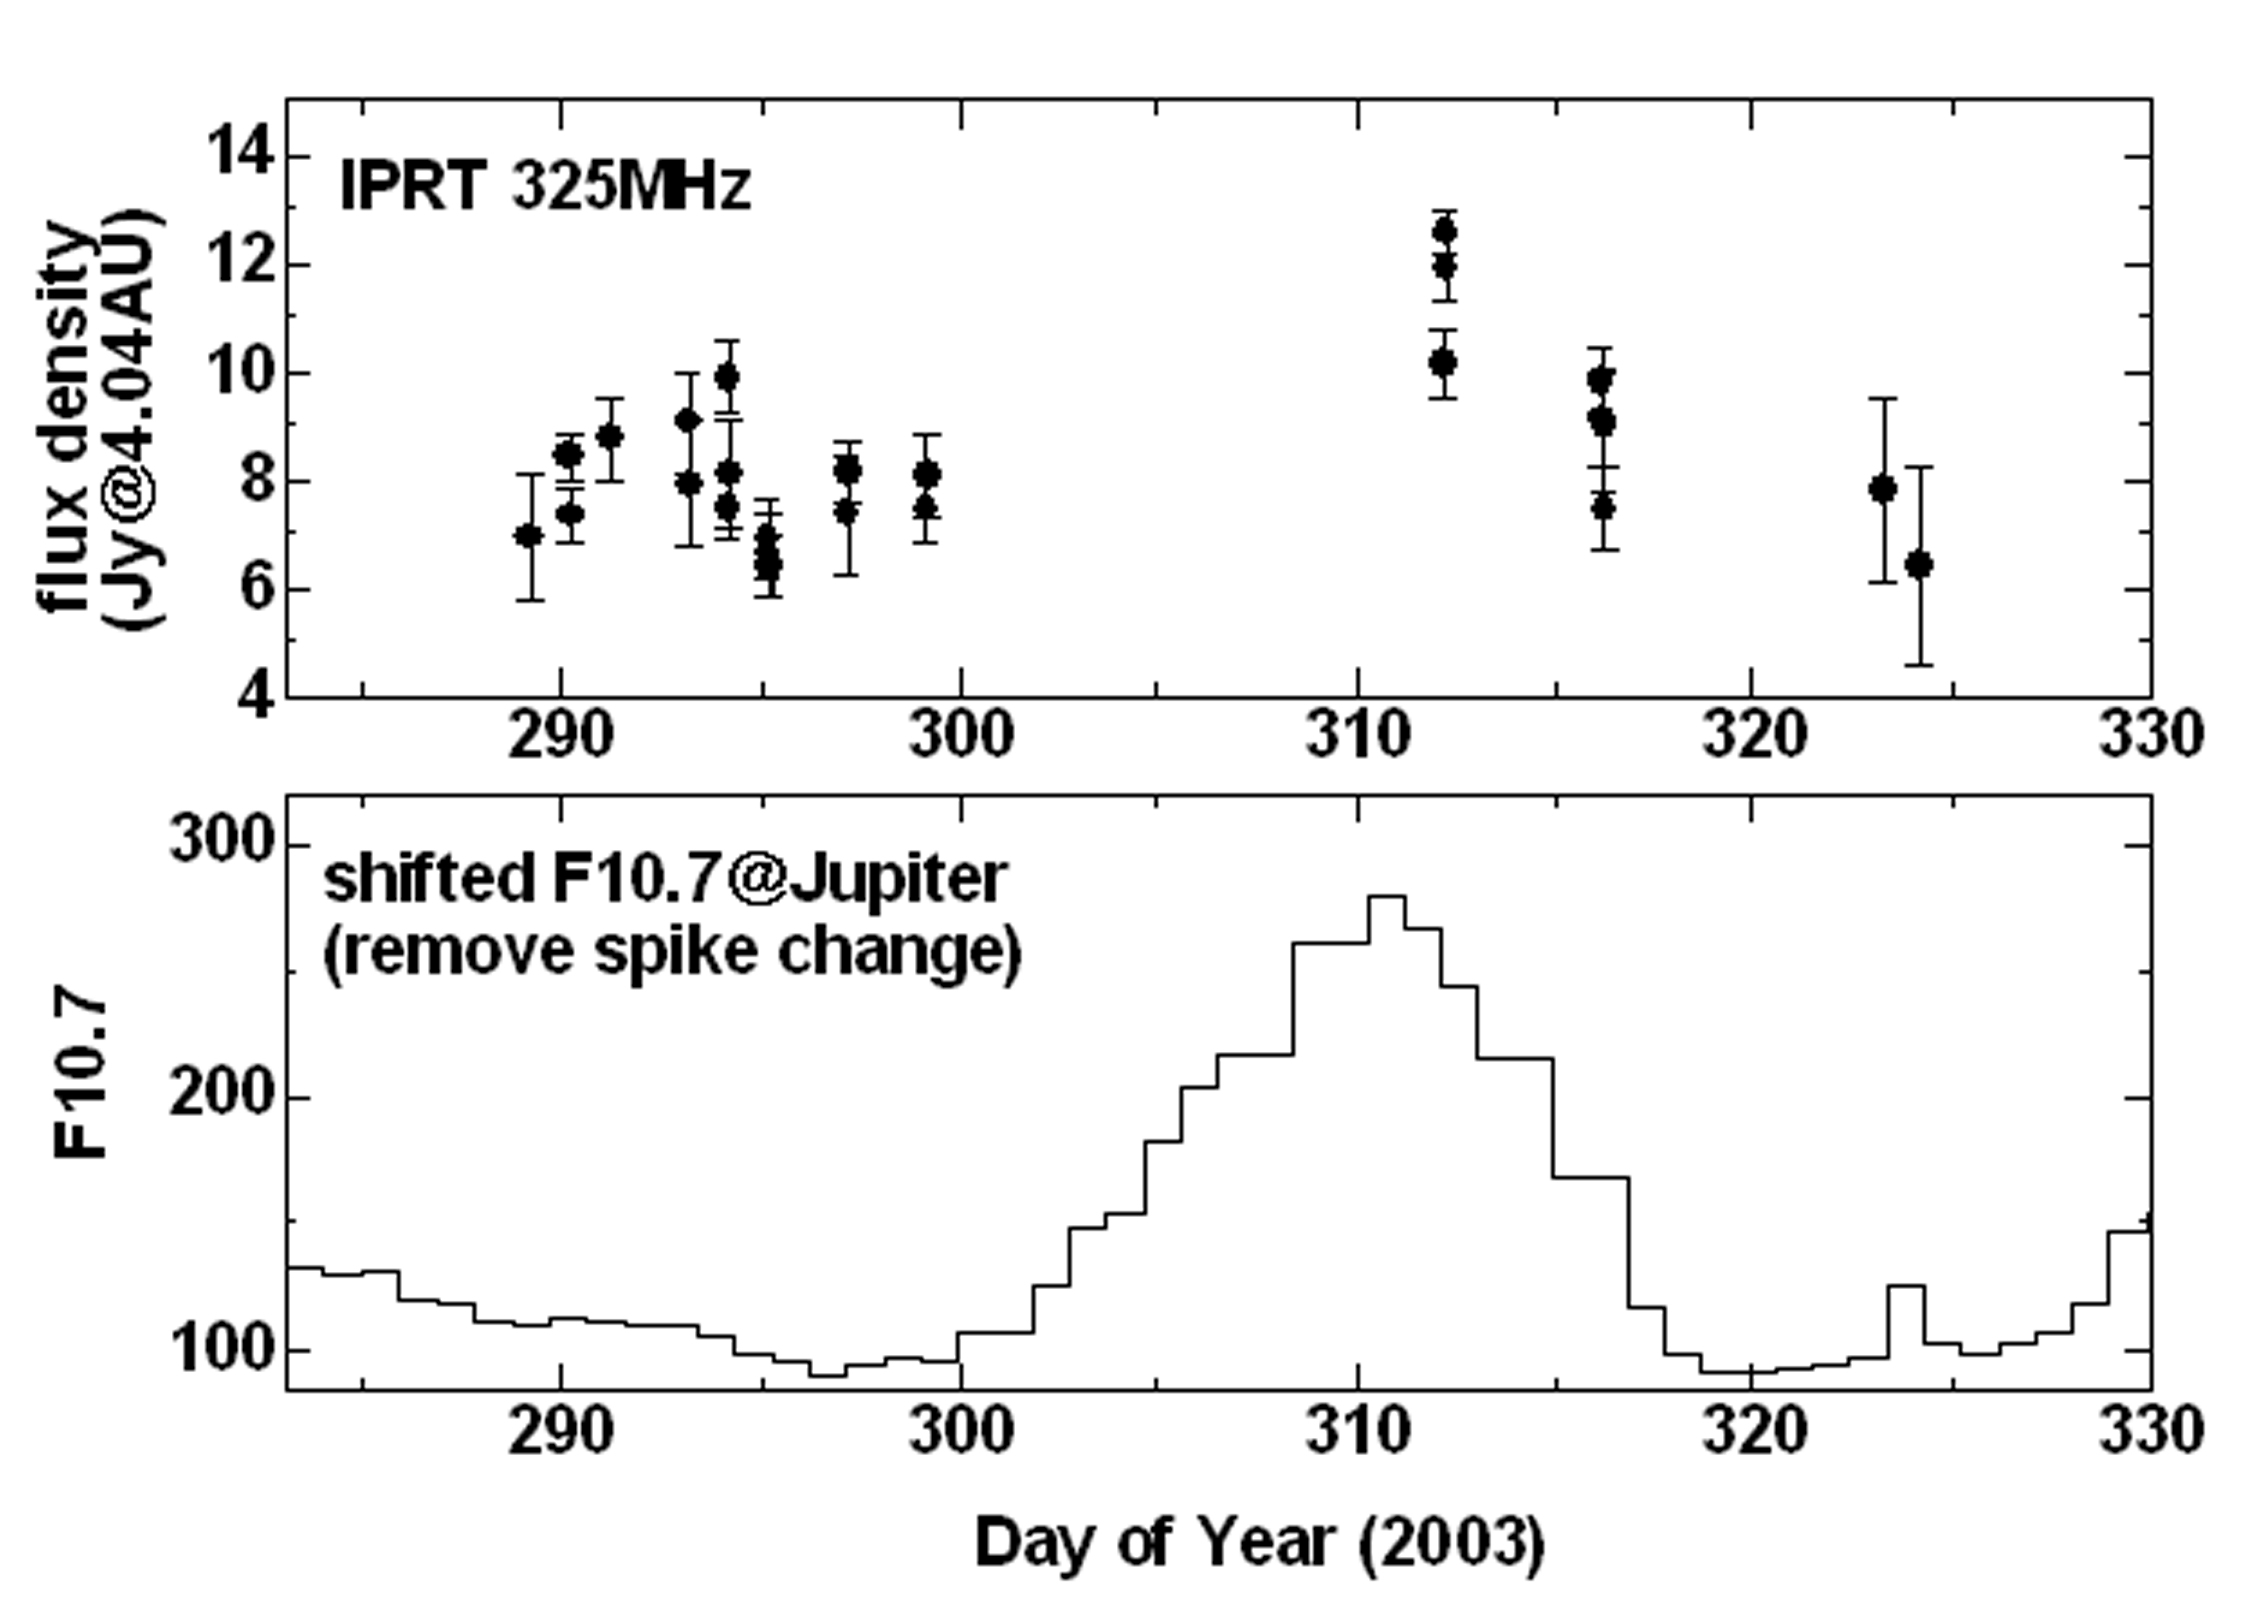 IPRT 325MHz
flux density
(Jy@4.04AU)
14
12
10
8
6
4
290 300 310 320 330
shifted F10.7@Jupiter
(remove spike change)
F10.7
300
200
100
290 300 310 320 330
Day of Year (2003)